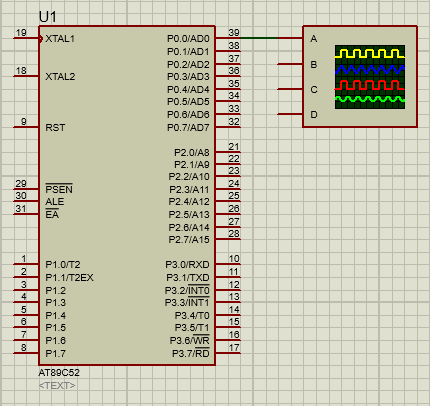 U1
19 XTAL1 P0.0/AD0 39 A
P0.1/AD1 38
P0.2/AD2 37 B
18 XTAL2 P0.3/AD3 36
P0.4/AD4 35 C
P0.5/AD5 34
P0.6/AD6 33 D
9 RST P0.7/AD7 32
P2.0/A8 21
P2.1/A9 22
P2.2/A10 23
29 PSEN P2.3/A11 24
30 ALE P2.4/A12 25
31 EA P2.5/A13 26
P2.6/A14 27
P2.7/A15 28
1 P1.0/T2 P3.0/RXD 10
2 P1.1/T2EX P3.1/TXD 11
3 P1.2 P3.2/INT0 12
4 P1.3 P3.3/INT1 13
5 P1.4 P3.4/T0 14
6 P1.5 P3.5/T1 15
7 P1.6 P3.6/WR 16
8 P1.7 P3.7/RD 17
AT89C52
<TEXT>